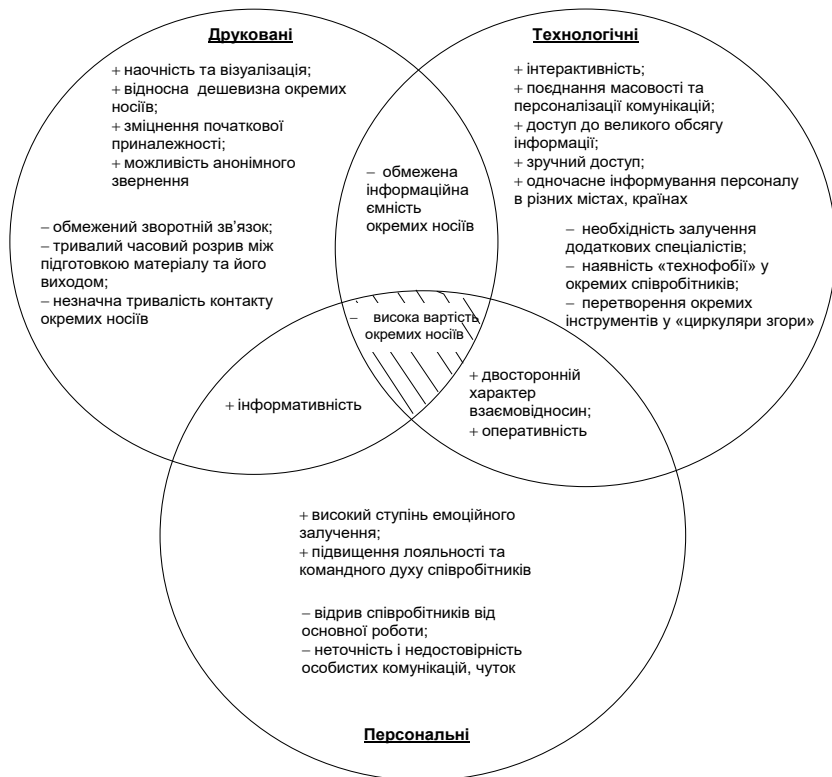 Друковані
+ наочність та візуалізація;
+ відносна дешевизна окремих
носіїв;
+ зміцнення початкової
приналежності;
+ можливість анонімного
звернення
– обмежений зворотній зв’язок;
– тривалий часовий розрив між
підготовкою матеріалу та його
виходом;
– незначна тривалість контакту
окремих носіїв
– обмежена
інформаційна
ємність
окремих носіїв
Технологічні
+ інтерактивність;
+ поєднання масовості та
персоналізації комунікацій;
+ доступ до великого обсягу
інформації;
+ зручний доступ;
+ одночасне інформування персоналу
в різних містах, країнах
– необхідність залучення
додаткових спеціалістів;
– наявність «технофобії» у
окремих співробітників;
– перетворення окремих
інструментів у «циркуляри згори»
– висока вартість
окремих носіїв
+ інформативність
+ двосторонній
характер
взаємовідносин;
+ оперативність
+ високий ступінь емоційного
залучення;
+ підвищення лояльності та
командного духу співробітників
– відрив співробітників від
основної роботи;
– неточність і недостовірність
особистих комунікацій, чуток
Персональні